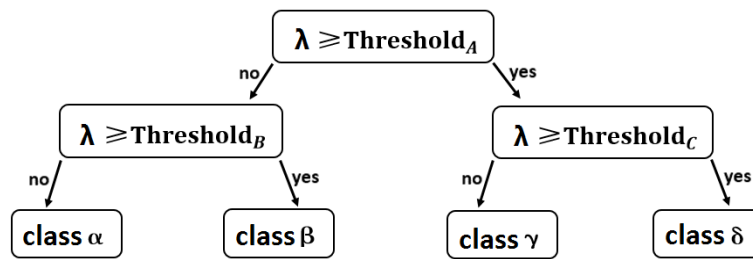 λ ⩾Threshold_A
no
yes
λ ⩾Threshold_B
λ ⩾Threshold_C
no
yes
no
yes
class α
class β
class γ
class δ